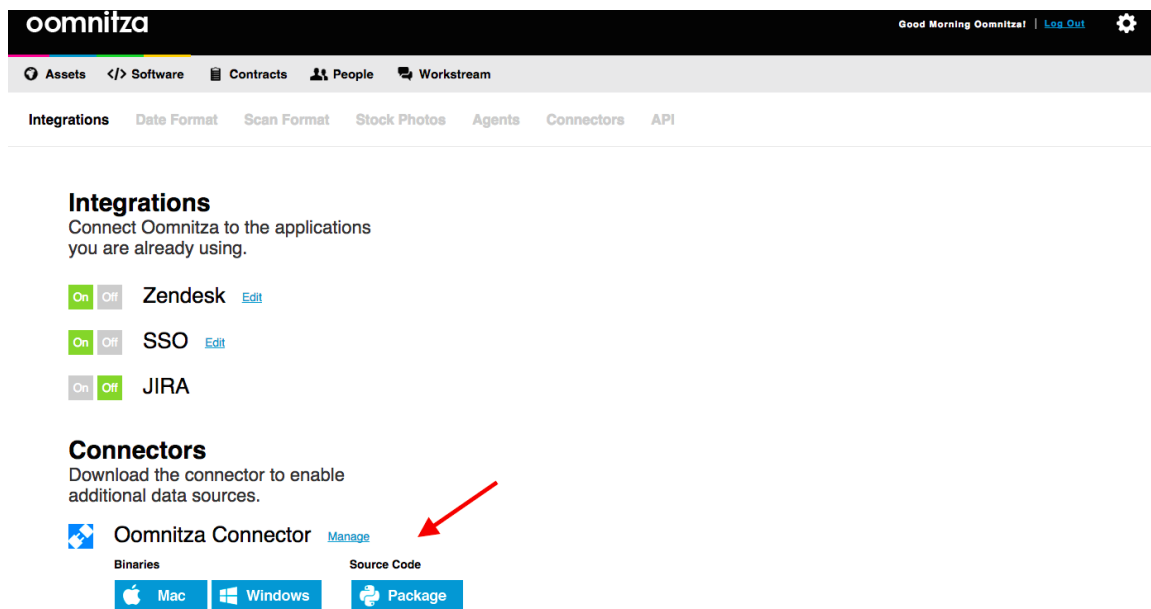 oomnitza
Good Morning Oomnitza! | Log Out
Assets </> Software Contracts People Workstream
Integrations Date Format Scan Format Stock Photos Agents Connectors API
Integrations
Connect Oomnitza to the applications
you are already using.
On Off Zendesk Edit
On Off SSO Edit
On Off JIRA
Connectors
Download the connector to enable
additional data sources.
Oomnitza Connector Manage
Binaries Source Code
Mac Windows Package